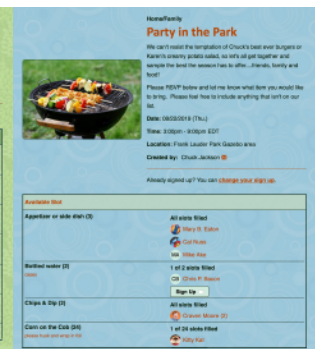 Home/Family
Party in the Park
We can't resist the temptation of Chuck's best ever burgers or
Karen's creamy potato salad, so let's all get together and
sample the best the season has to offer....friends, family and
food!
Please RSVP below and let me know what item you would like
to bring. Please feel free to include anything that isn't on our
list.
Date: (Thu.)
Time: 3:00pm - 8:00pm EDT
Location: Frank Lauder Park Gazebo area
Created by: Chuck Jackson
Already signed up? You can change your sign up.
Available Slot
Appetizer or side dish (3)
All slots filled
Mary B. Eaton
Cat Nuss
Mike Kea
Bottled water (2)
1 of 2 slots filled
Chris P. Bacon
Sign Up
Chips & Dip (2)
All slots filled
Craven Moore (2)
Corn on the Cob (24)
1 of 24 slots filled
Kitty Kat